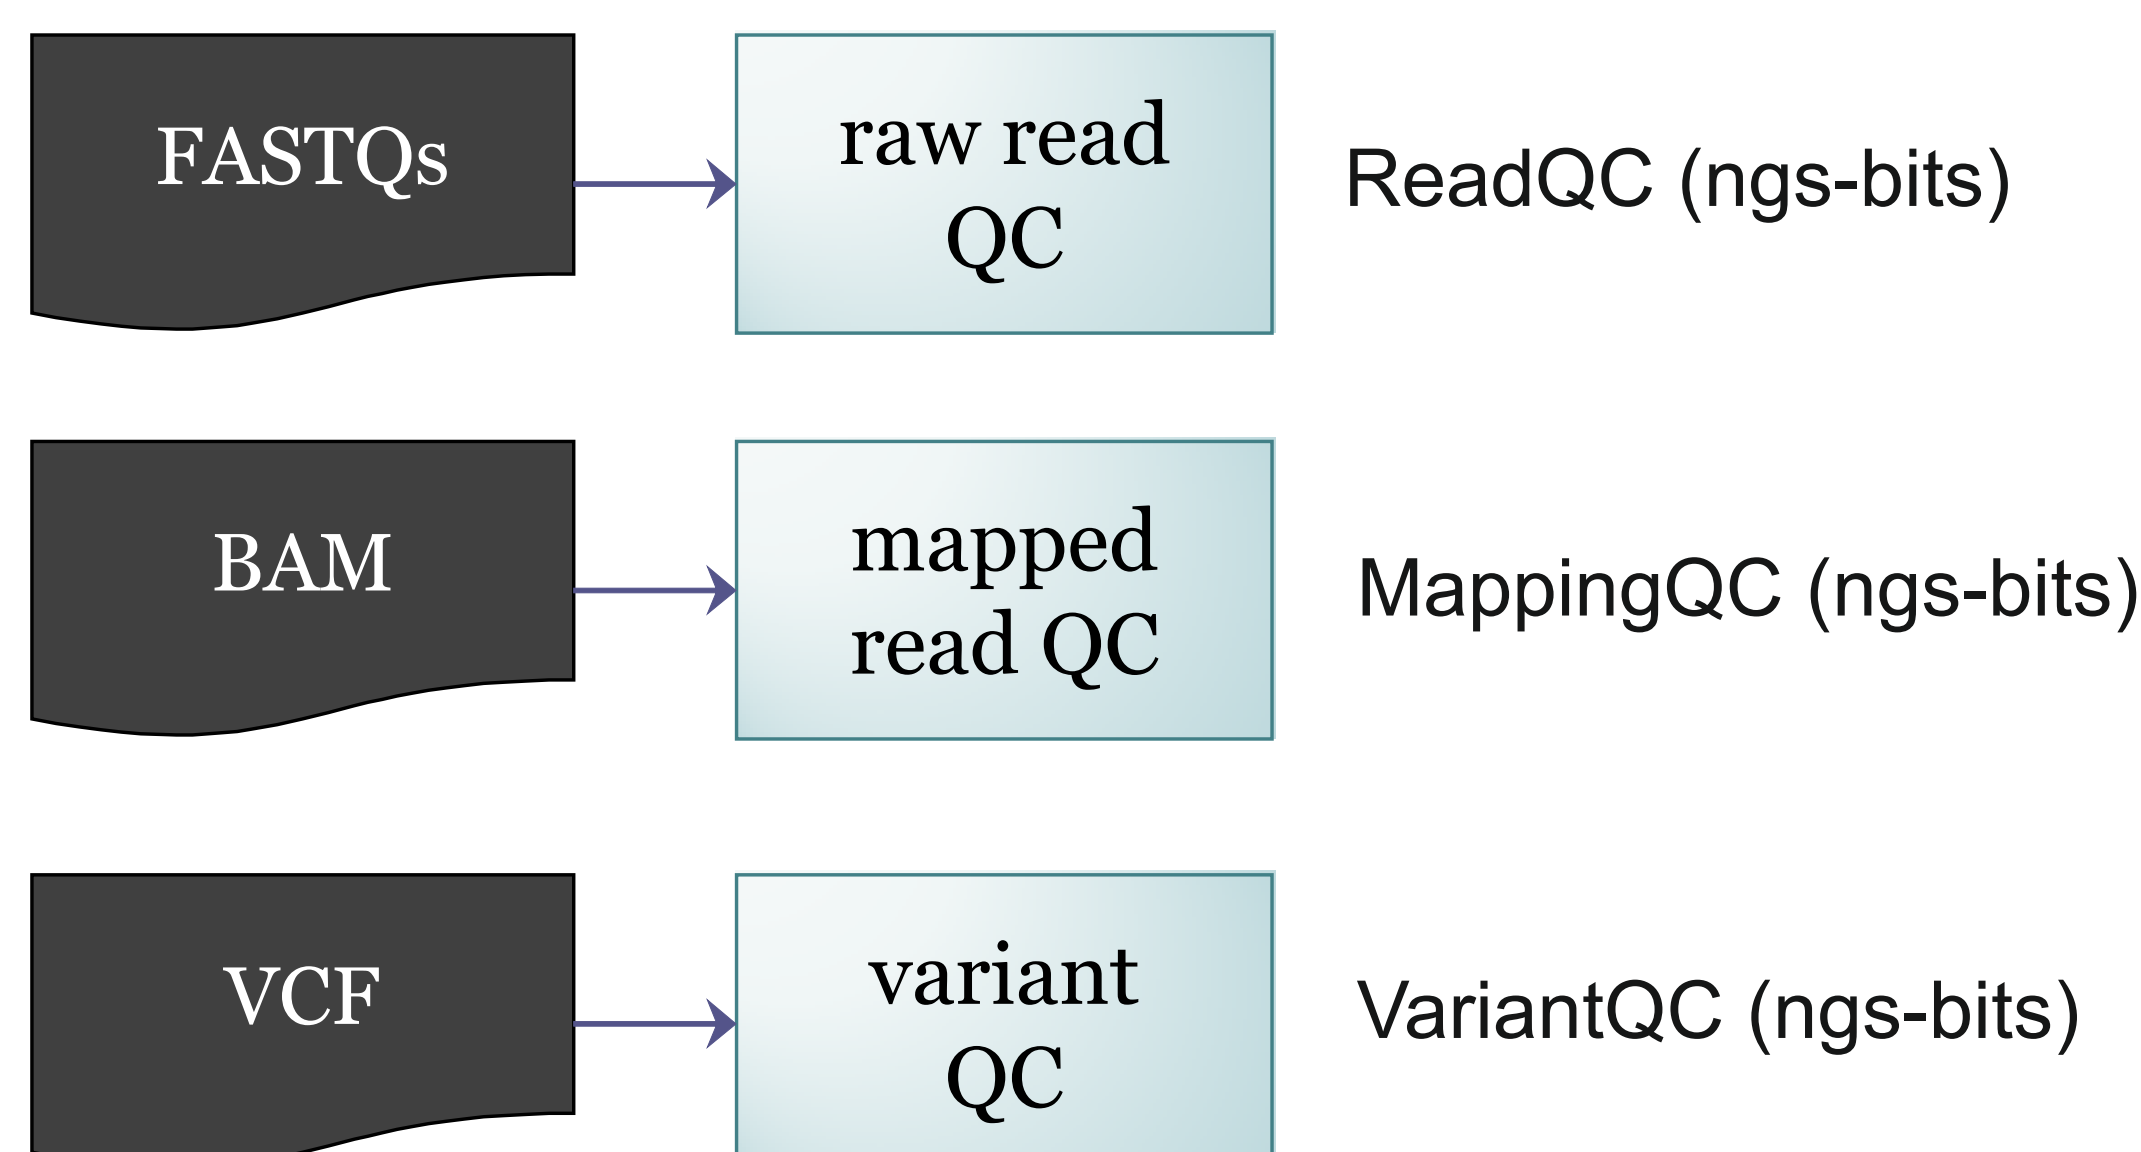 FASTQs
raw read
QC
ReadQC (ngs-bits)
BAM
mapped
read QC
MappingQC (ngs-bits)
VCF
variant
QC
VariantQC (ngs-bits)